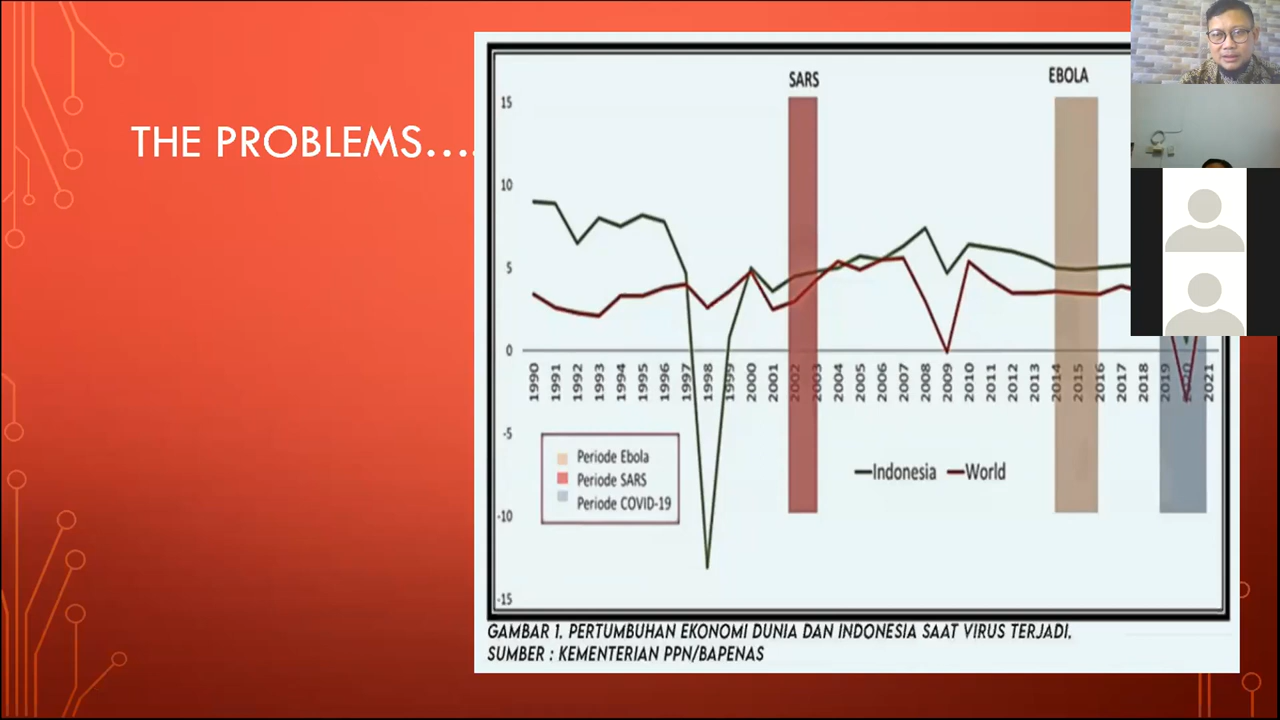 THE PROBLEMS....
SARS
EBOLA
15
10
5
0
-5
-10
-15
1990 1991 1992 1993 1994 1995 1996 1997 1998 1999 2000 2001 2002 2003 2004 2005 2006 2007 2008 2009 2010 2011 2012 2013 2014 2015 2016 2017 2018 2019 2020 2021
Periode Ebola
Periode SARS
Periode COVID-19
Indonesia World
GAMBAR 1. PERTUMBUHAN EKONOMI DUNIA DAN INDONESIA SAAT VIRUS TERJADI.
SUMBER : KEMENTERIAN PPN/BAPENAS